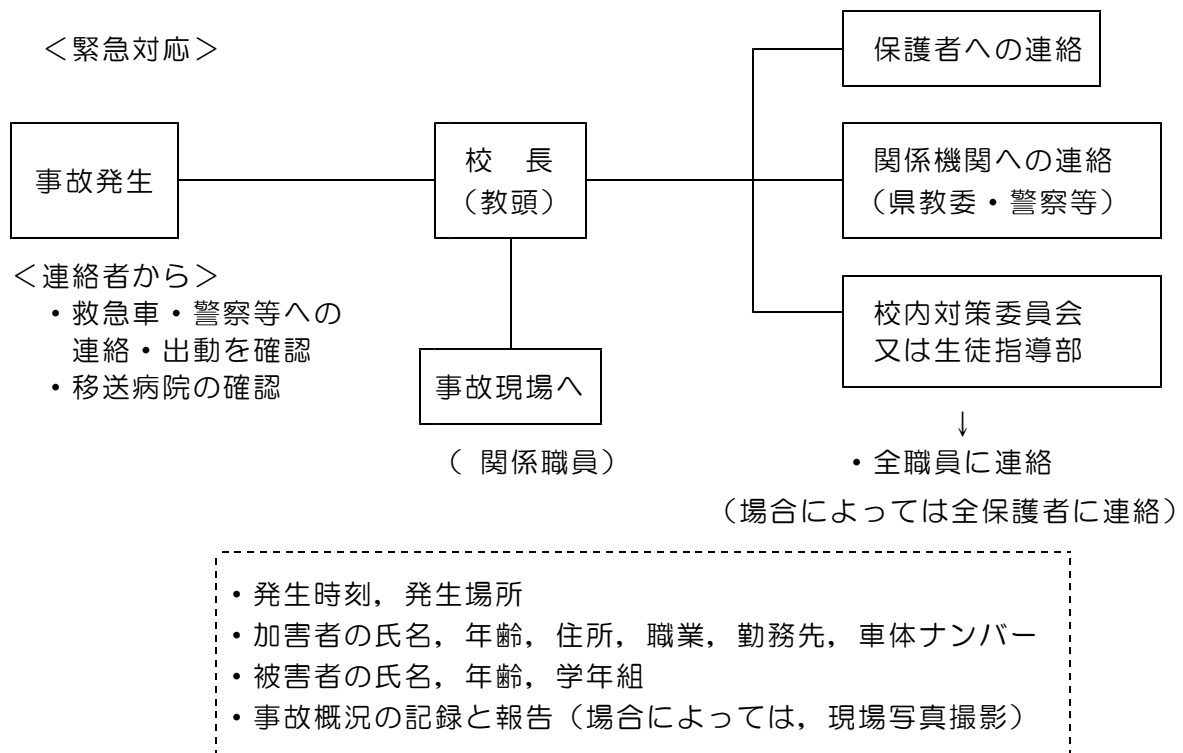 ＜緊急対応＞
保護者への連絡
事故発生
校　長
（教頭）
関係機関への連絡
（県教委・警察等）
＜連絡者から＞
・救急車・警察等への
連絡・出動を確認
・移送病院の確認
校内対策委員会
又は生徒指導部
事故現場へ
（ 関係職員）
↓
・全職員に連絡
（場合によっては全保護者に連絡）
・発生時刻，発生場所
・加害者の氏名，年齢，住所，職業，勤務先，車体ナンバー
・被害者の氏名，年齢，学年組
・事故概況の記録と報告（場合によっては，現場写真撮影）